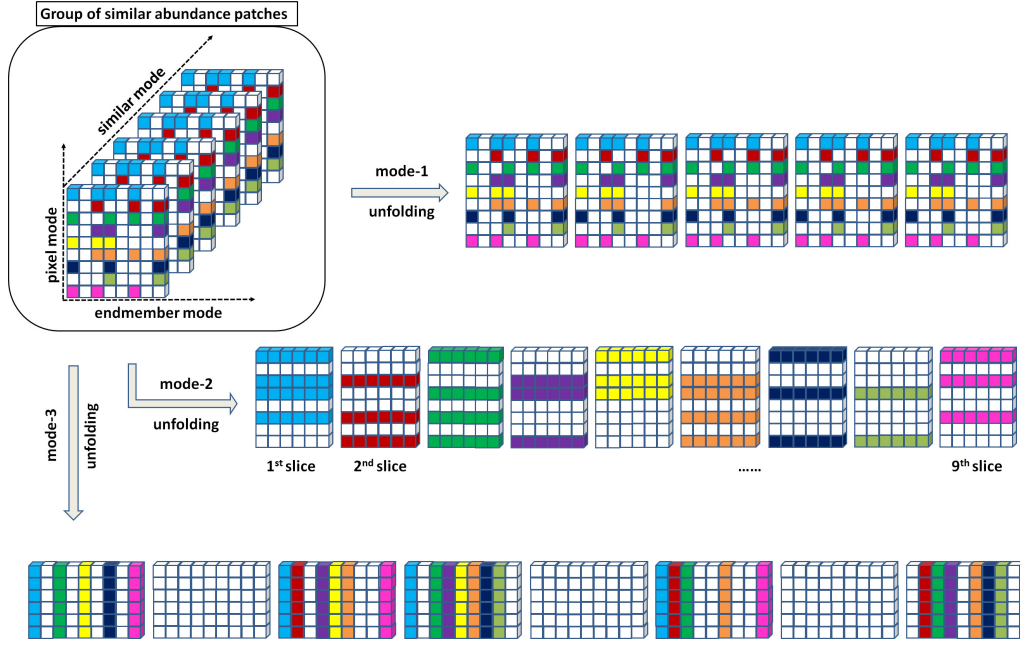 Group of similar abundance patches
similar mode
pixel mode
endmember mode
mode-1
unfolding
mode-2
unfolding
mode-3
unfolding
1st slice
2nd slice
......
9th slice